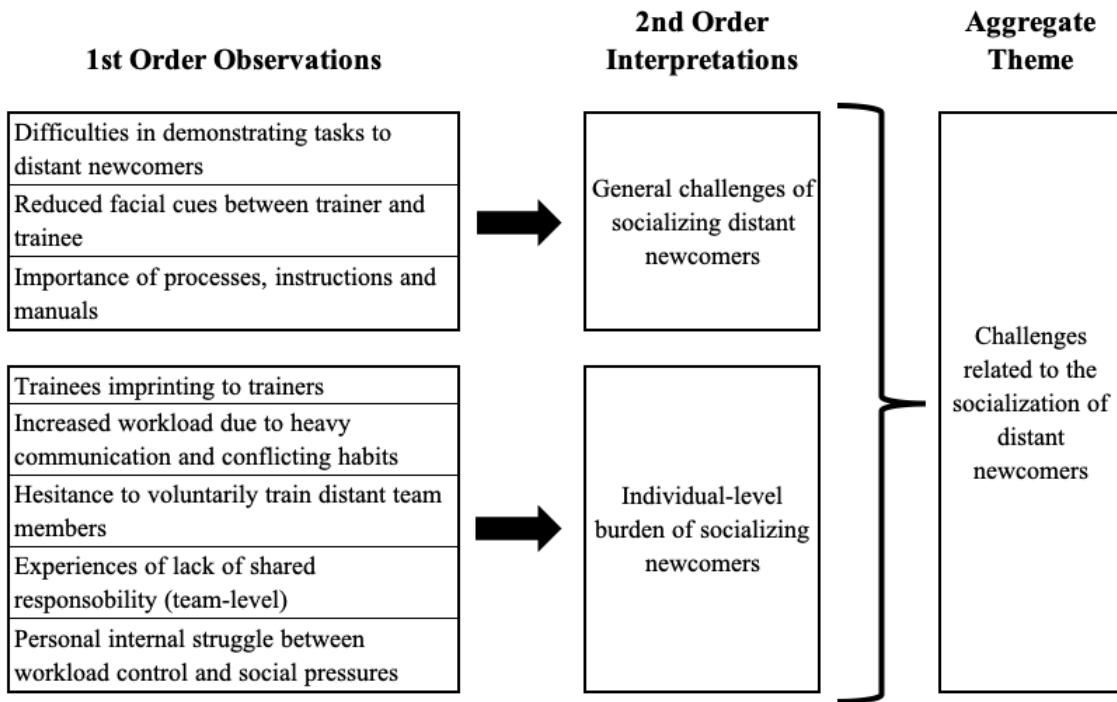 1st Order Observations
2nd Order
Interpretations
Aggregate
Theme
Difficulties in demonstrating tasks to
distant newcomers
Reduced facial cues between trainer and
trainee
Importance of processes, instructions and
manuals
General challenges of
socializing distant
newcomers
Trainees imprinting to trainers
Increased workload due to heavy
communication and conflicting habits
Hesitance to voluntarily train distant team
members
Experiences of lack of shared
responsobility (team-level)
Personal internal struggle between
workload control and social pressures
Individual-level
burden of socializing
newcomers
Challenges
related to the
socialization of
distant
newcomers